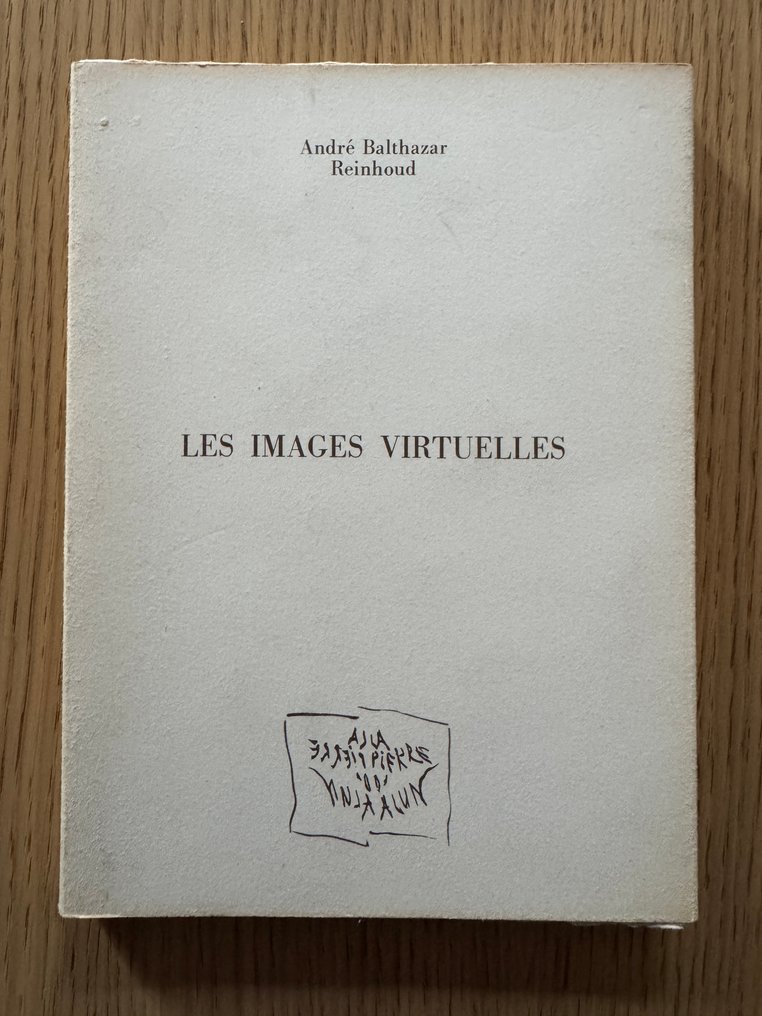 André Balthazar
Reinhoud
LES IMAGES VIRTUELLES